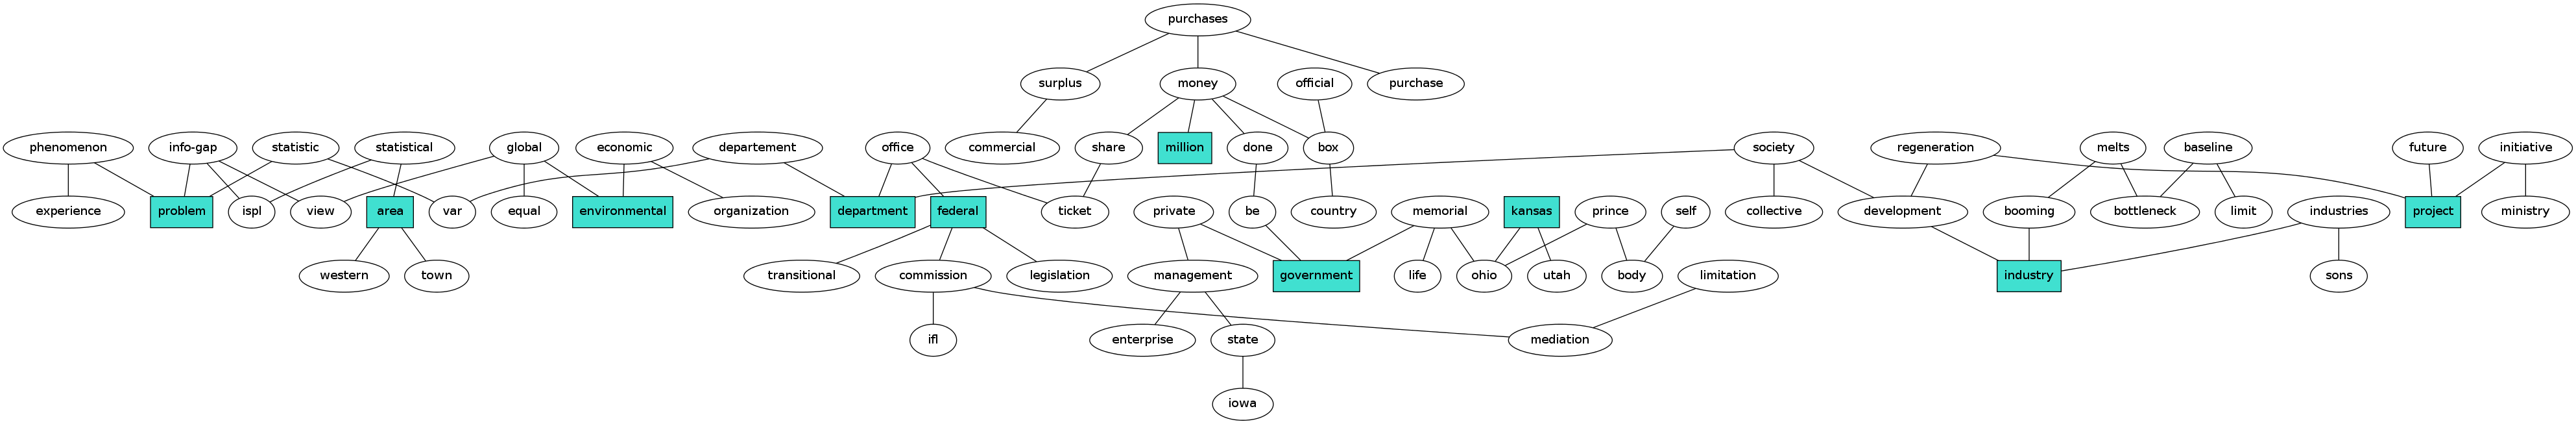 purchases
surplus money official purchase
phenomenon info-gap statistic statistical global economic departement office commercial share million done box society regeneration melts baseline future initiative
experience problem ispl view area var equal environmental organization department federal ticket private be country memorial kansas prince self collective development booming bottleneck limit industries project ministry
western town transitional commission legislation management government life ohio utah body limitation industry sons
ifl enterprise state mediation
iowa